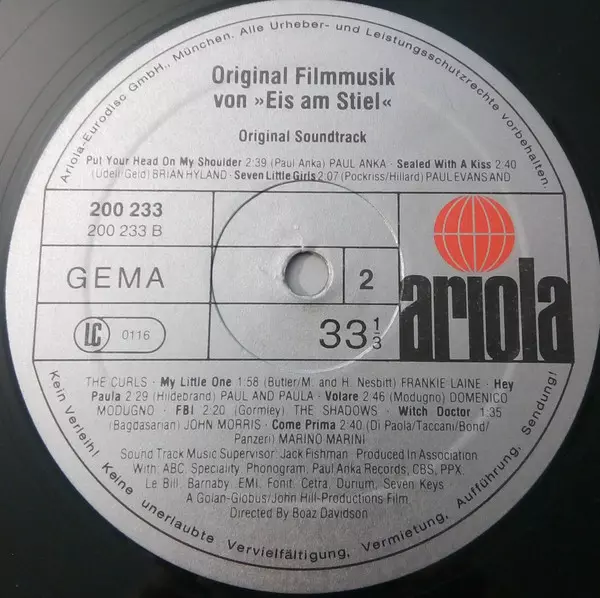 Ariola-Eurodisc GmbH., München. Alle Urheber- und Leistungsschutzrechte vorbehalten.
Original Filmmusik
von »Eis am Stiel«
Original Soundtrack
Put Your Head On My Shoulder 2:39 (Paul Anka) PAUL ANKA · Sealed With A Kiss 2:40
(Udell/Geld) BRIAN HYLAND · Seven Little Girls 2:07 (Pockriss/Hillard) PAUL EVANS AND
200 233
200 233 B
GEMA
2
ariola
LC 0116
33 1/3
THE CURLS · My Little One 1:58 (Butler/M. and H. Nesbitt) FRANKIE LAINE · Hey
Paula 2:29 (Hildebrand) PAUL AND PAULA · Volare 2:46 (Modugno) DOMENICO
MODUGNO · FBI 2:20 (Gormley) THE SHADOWS · Witch Doctor 1:35
(Bagdasarian) JOHN MORRIS · Come Prima 2:40 (Di Paola/Taccani/Bond/
Panzeri) MARINO MARINI
Sound Track Music Supervisor: Jack Fishman. Produced In Association
With, ABC, Speciality, Phonogram, Paul Anka Records, CBS, PPX,
Le Bill, Barnaby, EMI, Fonit, Cetra, Durium, Seven Keys
A Golan-Globus/John Hill-Productions Film
Directed By Boaz Davidson
Kein Verleih! Keine unerlaubte Vervielfältigung, Vermietung, Aufführung, Sendung!